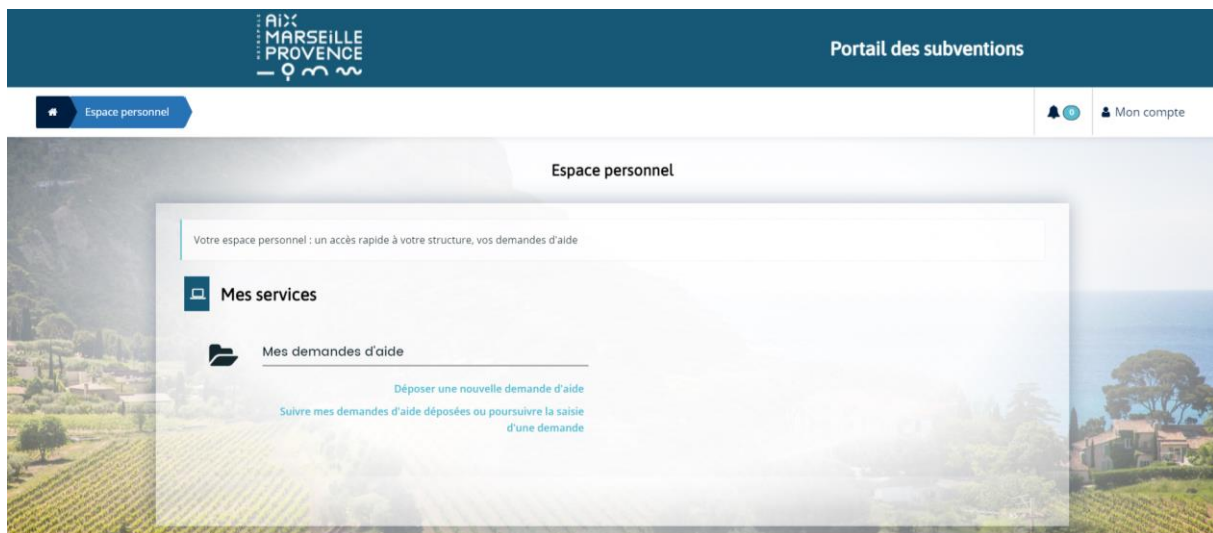 AiX
MARSEiLLE
PROVENCE
Portail des subventions
Espace personnel
0
Mon compte
Espace personnel
Votre espace personnel : un accès rapide à votre structure, vos demandes d'aide
Mes services
Mes demandes d'aide
Déposer une nouvelle demande d'aide
Suivre mes demandes d'aide déposées ou poursuivre la saisie
d'une demande